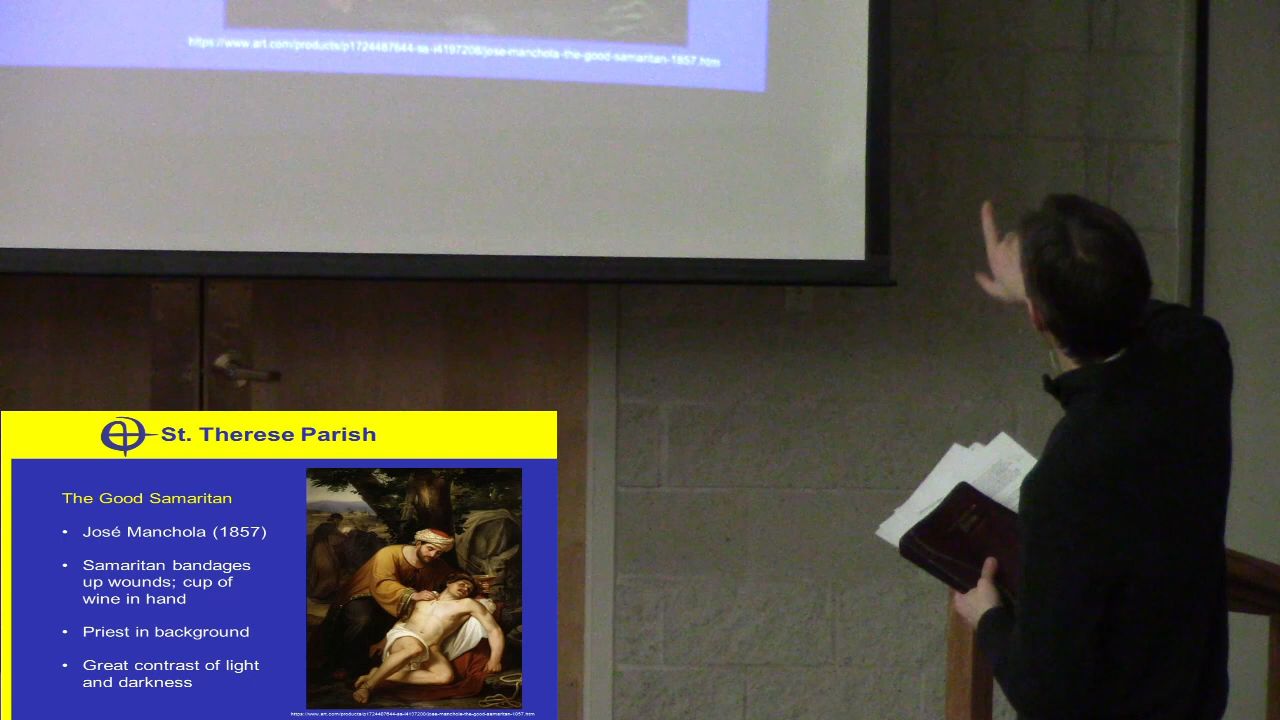 https://www.art.com/products/p1724487644-sa-i4197208/jose-manchola-the-good-samaritan-1857.htm
St. Therese Parish
The Good Samaritan
• José Manchola (1857)
• Samaritan bandages
up wounds; cup of
wine in hand
• Priest in background
• Great contrast of light
and darkness
https://www.art.com/products/p1724487644-sa-i4197208/jose-manchola-the-good-samaritan-1857.htm